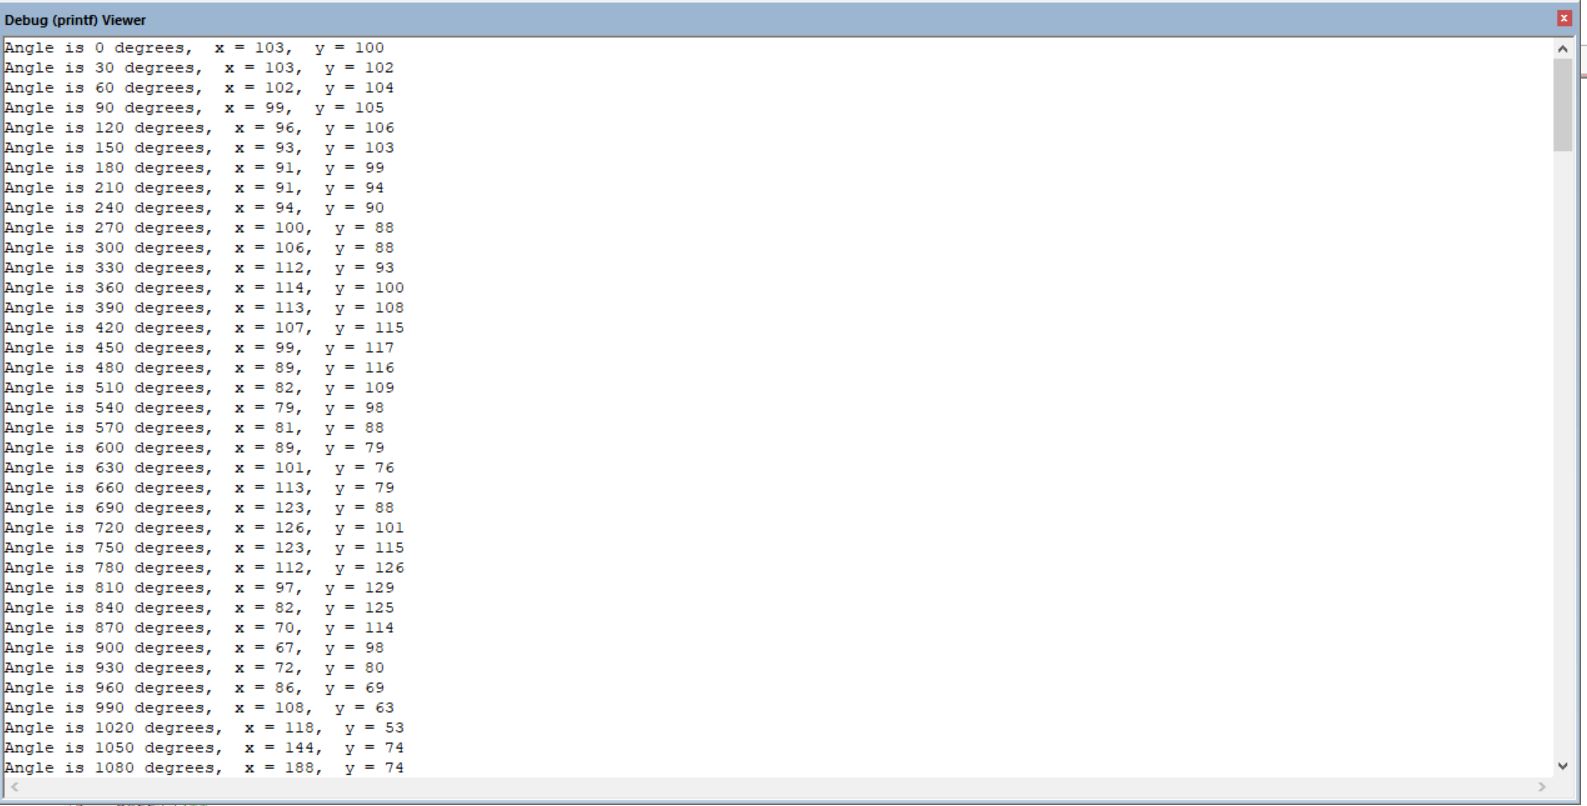 Debug (printf) Viewer
Angle is 0 degrees,  x = 103,  y = 100
Angle is 30 degrees,  x = 103,  y = 102
Angle is 60 degrees,  x = 102,  y = 104
Angle is 90 degrees,  x = 99,  y = 105
Angle is 120 degrees,  x = 96,  y = 106
Angle is 150 degrees,  x = 93,  y = 103
Angle is 180 degrees,  x = 91,  y = 99
Angle is 210 degrees,  x = 91,  y = 94
Angle is 240 degrees,  x = 94,  y = 90
Angle is 270 degrees,  x = 100,  y = 88
Angle is 300 degrees,  x = 106,  y = 88
Angle is 330 degrees,  x = 112,  y = 93
Angle is 360 degrees,  x = 114,  y = 100
Angle is 390 degrees,  x = 113,  y = 108
Angle is 420 degrees,  x = 107,  y = 115
Angle is 450 degrees,  x = 99,  y = 117
Angle is 480 degrees,  x = 89,  y = 116
Angle is 510 degrees,  x = 82,  y = 109
Angle is 540 degrees,  x = 79,  y = 98
Angle is 570 degrees,  x = 81,  y = 88
Angle is 600 degrees,  x = 89,  y = 79
Angle is 630 degrees,  x = 101,  y = 76
Angle is 660 degrees,  x = 113,  y = 79
Angle is 690 degrees,  x = 123,  y = 88
Angle is 720 degrees,  x = 126,  y = 101
Angle is 750 degrees,  x = 123,  y = 115
Angle is 780 degrees,  x = 112,  y = 126
Angle is 810 degrees,  x = 97,  y = 129
Angle is 840 degrees,  x = 82,  y = 125
Angle is 870 degrees,  x = 70,  y = 114
Angle is 900 degrees,  x = 67,  y = 98
Angle is 930 degrees,  x = 72,  y = 80
Angle is 960 degrees,  x = 86,  y = 69
Angle is 990 degrees,  x = 108,  y = 63
Angle is 1020 degrees,  x = 118,  y = 53
Angle is 1050 degrees,  x = 144,  y = 74
Angle is 1080 degrees,  x = 188,  y = 74